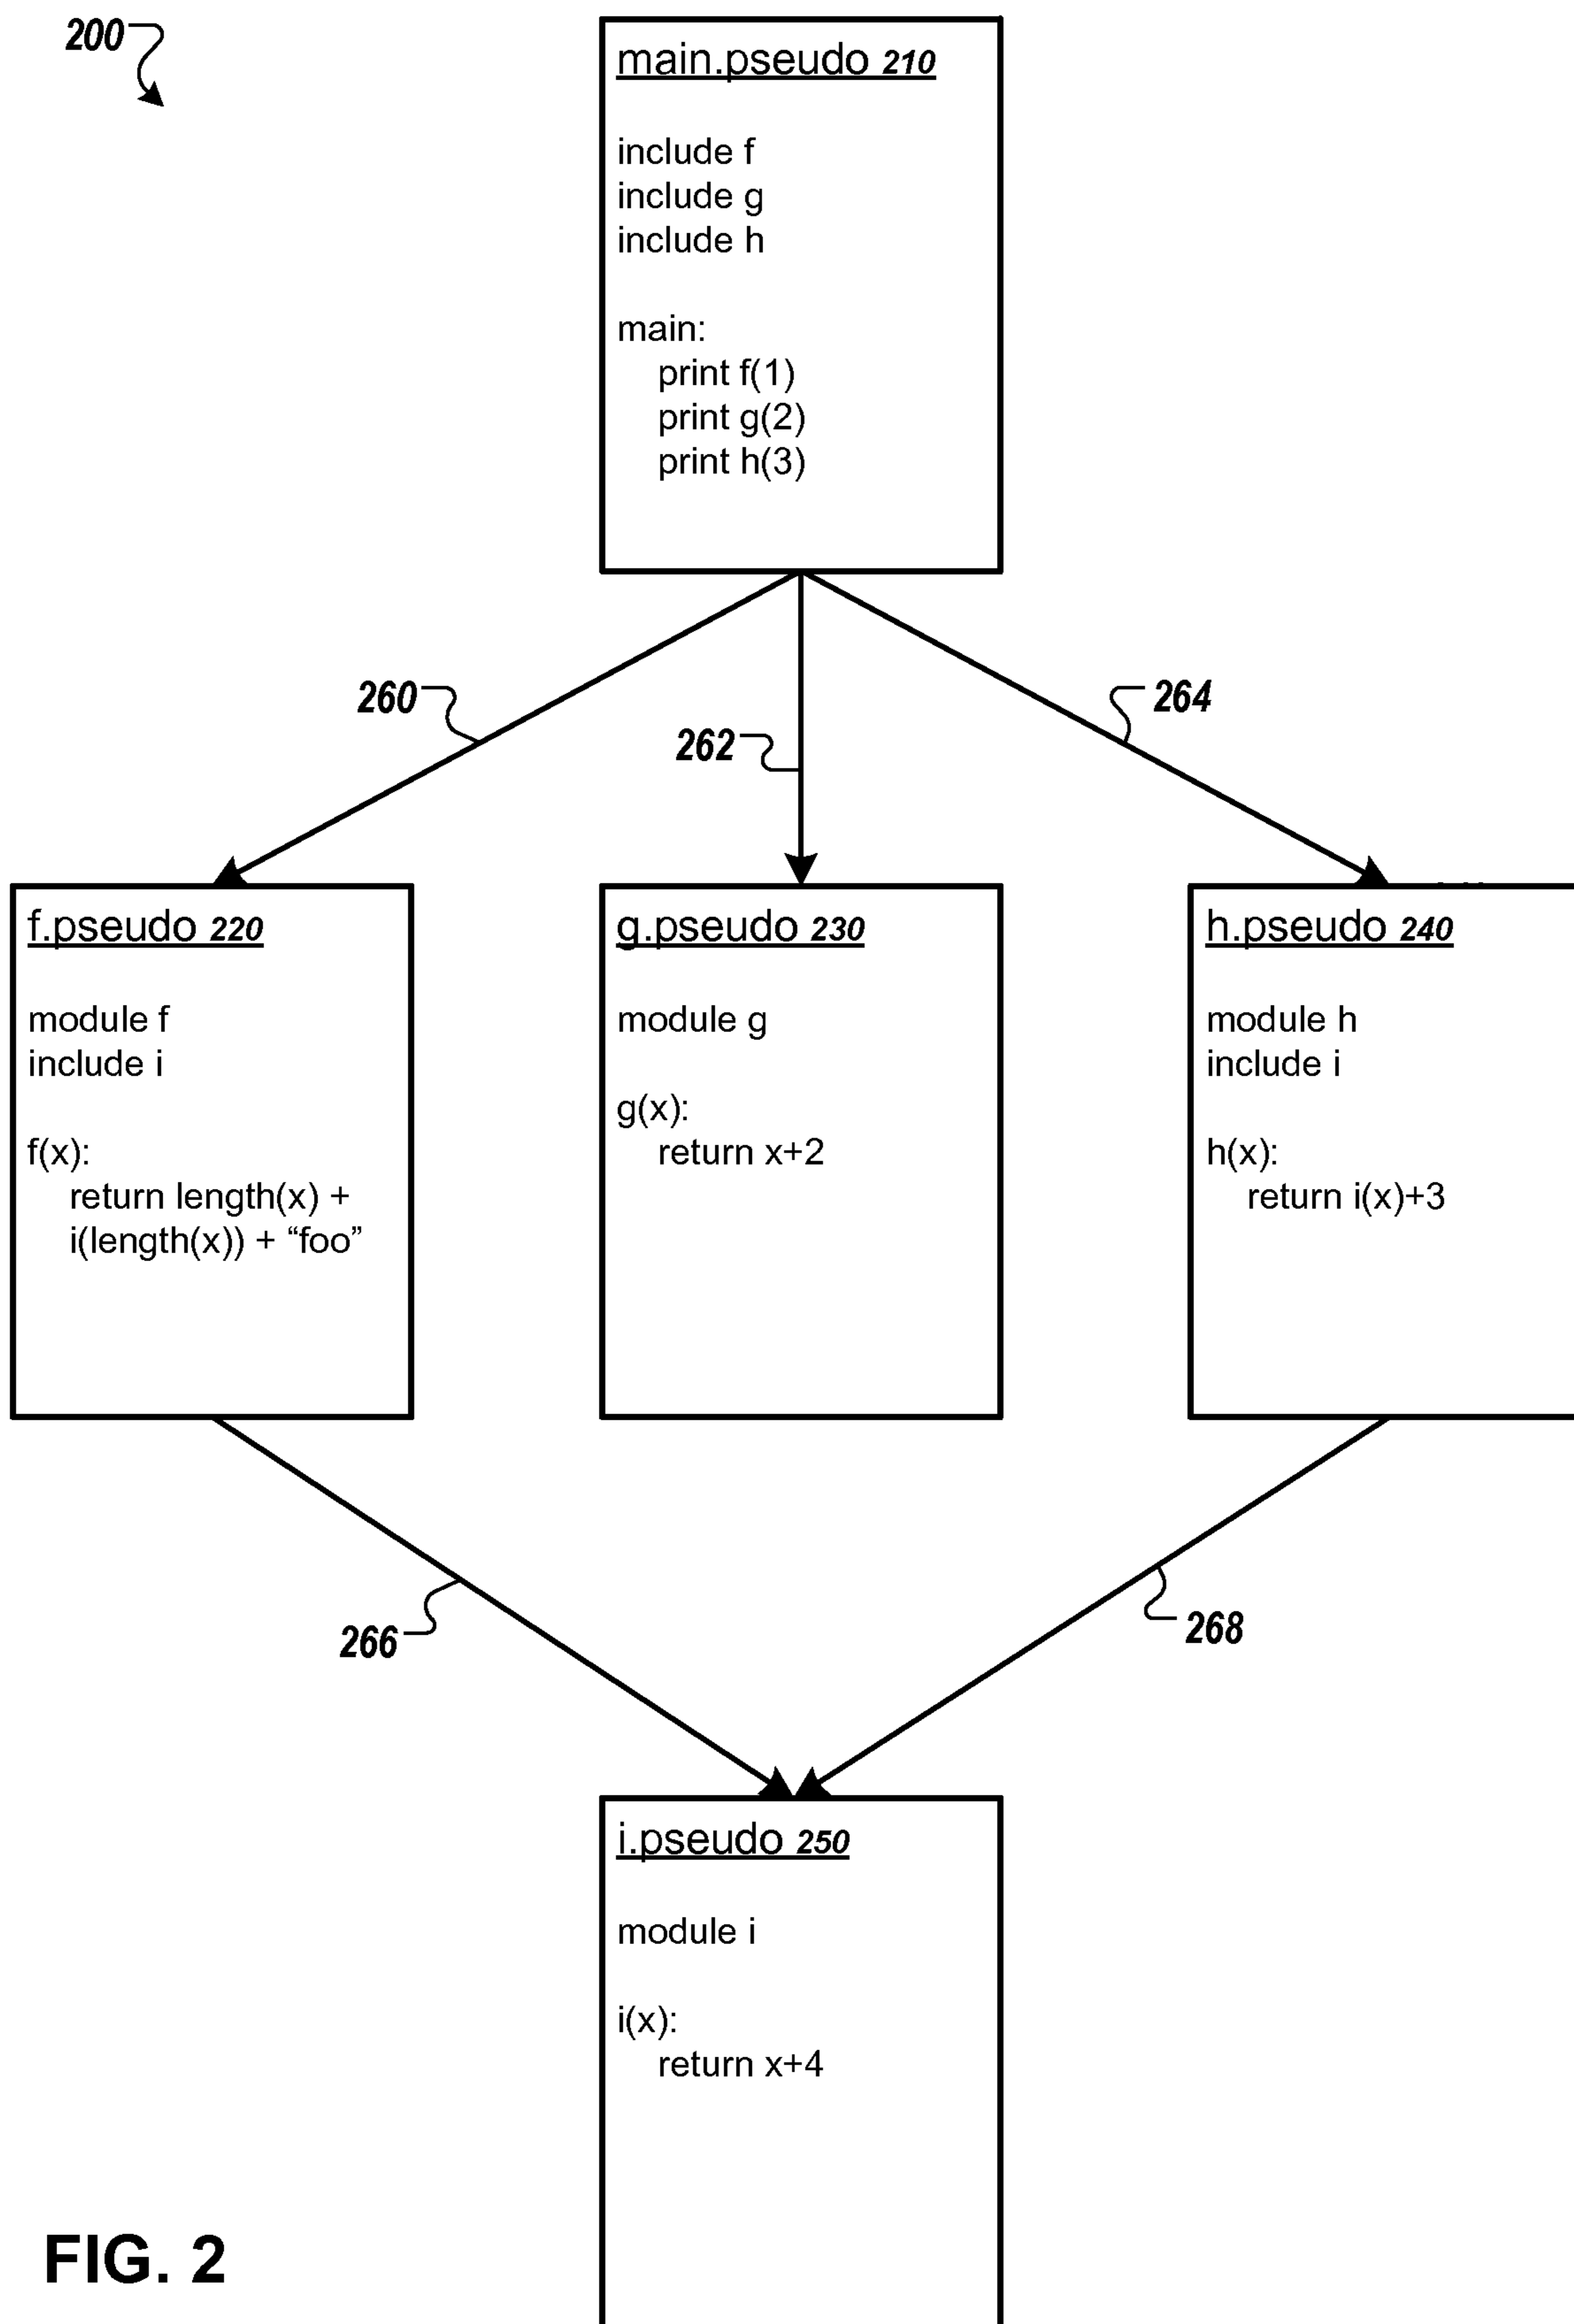 200
main.pseudo 210
include f
include g
include h
main:
print f(1)
print g(2)
print h(3)
260
262
264
f.pseudo 220
module f
include i
f(x):
return length(x) +
i(length(x)) + “foo”
g.pseudo 230
module g
g(x):
return x+2
h.pseudo 240
module h
include i
h(x):
return i(x)+3
266
268
i.pseudo 250
module i
i(x):
return x+4
FIG. 2